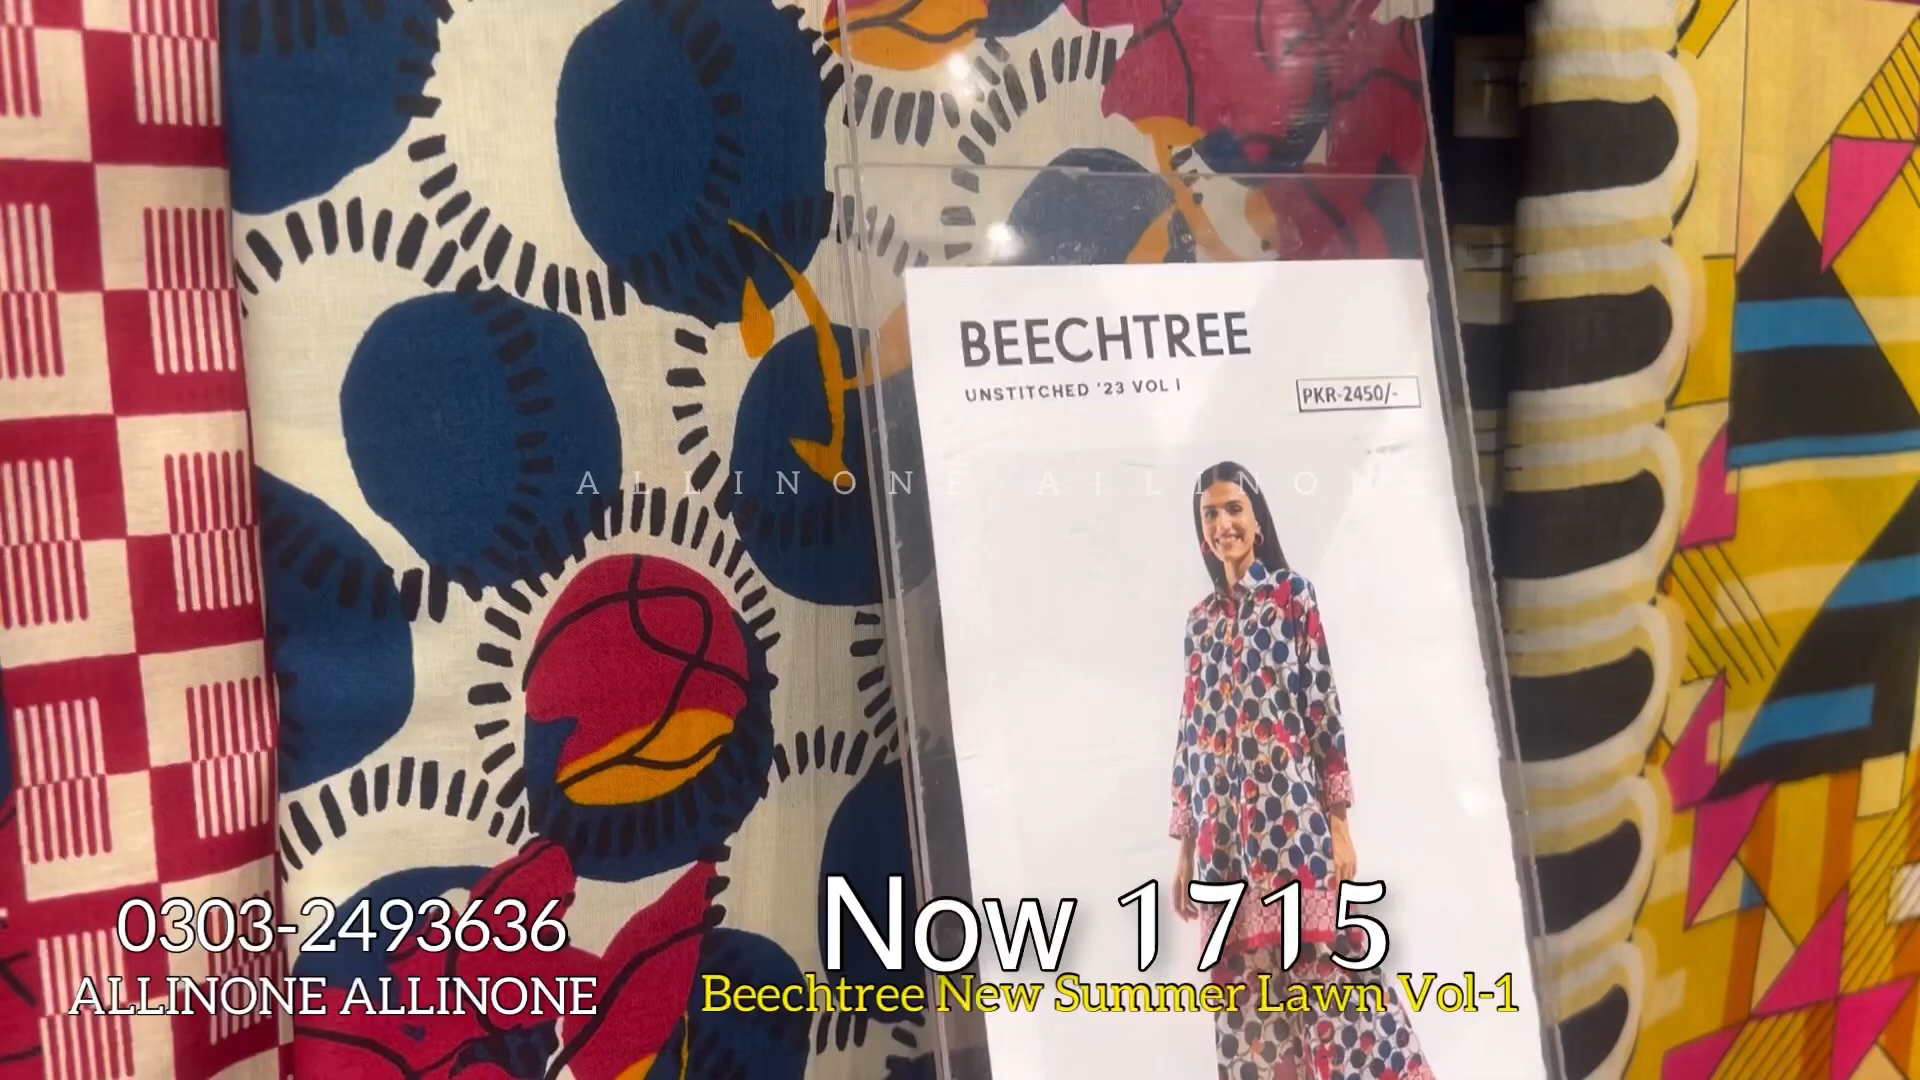 BEECHTREE
UNSTITCHED '23 VOL I
PKR-2450/-
ALLINONE ALLINONE
Now 1715
0303-2493636
ALLINONE ALLINONE
Beechtree New Summer Lawn Vol-1